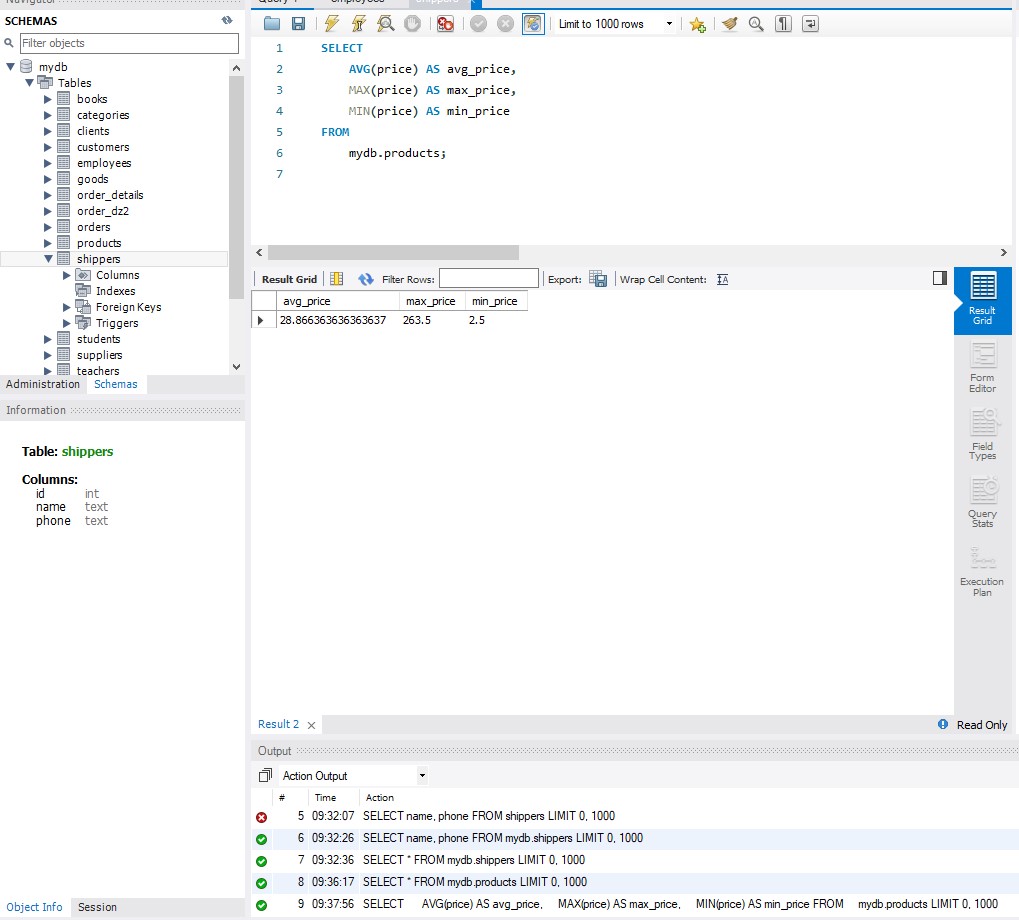 Navigator
Query 1
employees
shippers
SCHEMAS
Filter objects
Limit to 1000 rows
mydb
Tables
books
categories
clients
customers
employees
goods
order_details
order_dz2
orders
products
shippers
Columns
Indexes
Foreign Keys
Triggers
students
suppliers
teachers
Administration Schemas
Information
Table: shippers
Columns:
id int
name text
phone text
Object Info Session
1 SELECT
2 AVG(price) AS avg_price,
3 MAX(price) AS max_price,
4 MIN(price) AS min_price
5 FROM
6 mydb.products;
7
Result Grid Filter Rows: Export: Wrap Cell Content:
avg_price max_price min_price
28.866363636363637 263.5 2.5
Result
Grid
Form
Editor
Field
Types
Query
Stats
Execution
Plan
Result 2 Read Only
Output
Action Output
# Time Action
5 09:32:07 SELECT name, phone FROM shippers LIMIT 0, 1000
6 09:32:26 SELECT name, phone FROM mydb.shippers LIMIT 0, 1000
7 09:32:36 SELECT * FROM mydb.shippers LIMIT 0, 1000
8 09:36:17 SELECT * FROM mydb.products LIMIT 0, 1000
9 09:37:56 SELECT AVG(price) AS avg_price, MAX(price) AS max_price, MIN(price) AS min_price FROM mydb.products LIMIT 0, 1000